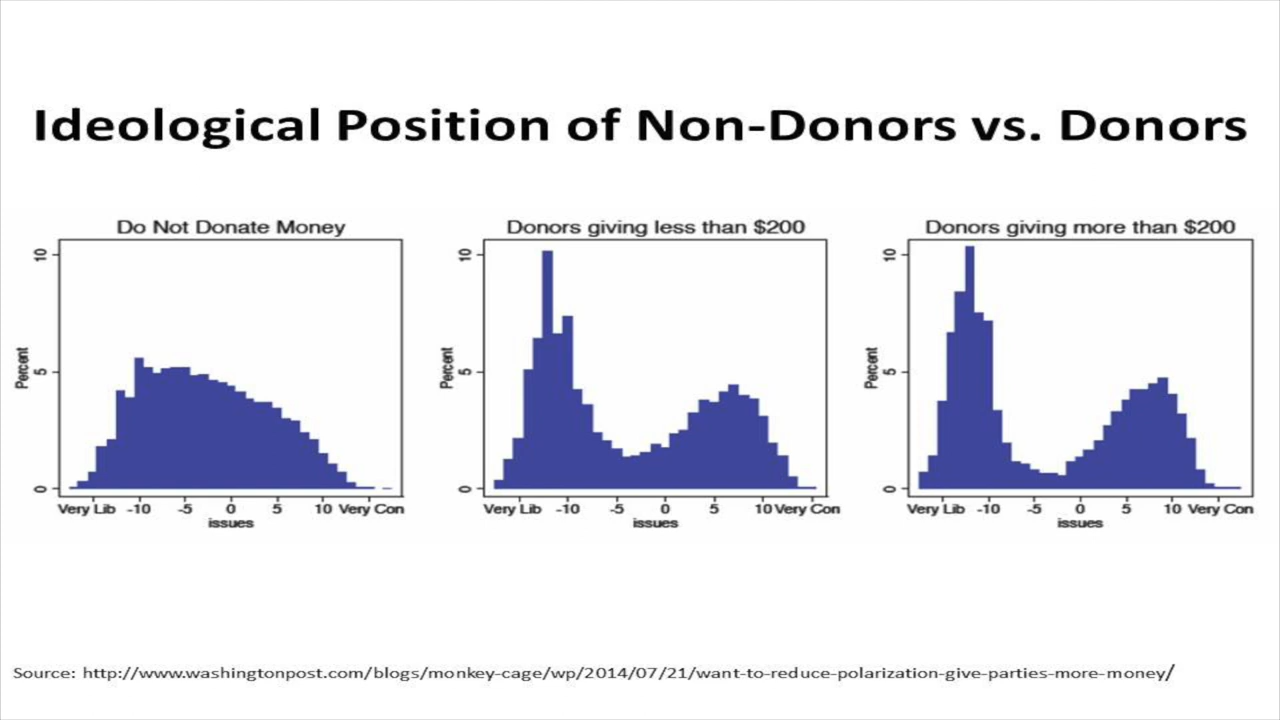 Ideological Position of Non-Donors vs. Donors
Do Not Donate Money
Percent
10
5
0
Very Lib -10 -5 0 5 10 Very Con
issues
Donors giving less than $200
Percent
10
5
0
Very Lib -10 -5 0 5 10 Very Con
issues
Donors giving more than $200
Percent
10
5
0
Very Lib -10 -5 0 5 10 Very Con
issues
Source: http://www.washingtonpost.com/blogs/monkey-cage/wp/2014/07/21/want-to-reduce-polarization-give-parties-more-money/